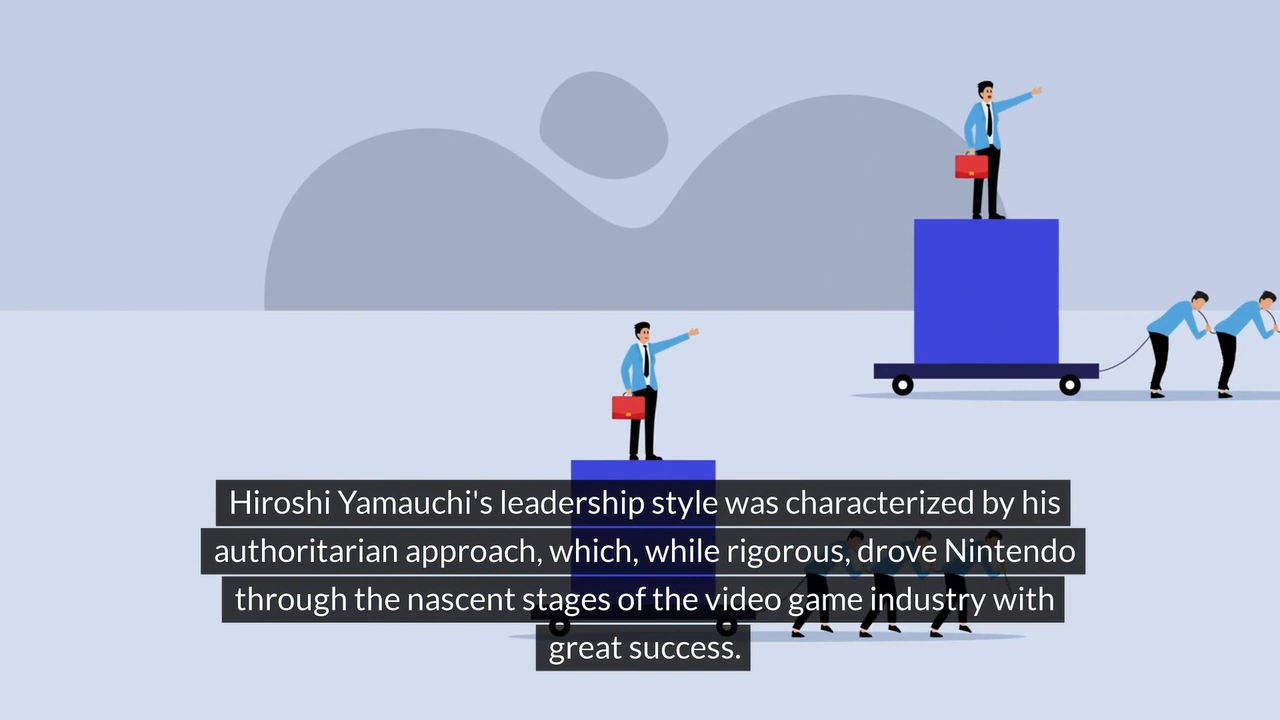 Hiroshi Yamauchi's leadership style was characterized by his
authoritarian approach, which, while rigorous, drove Nintendo
through the nascent stages of the video game industry with
great success.